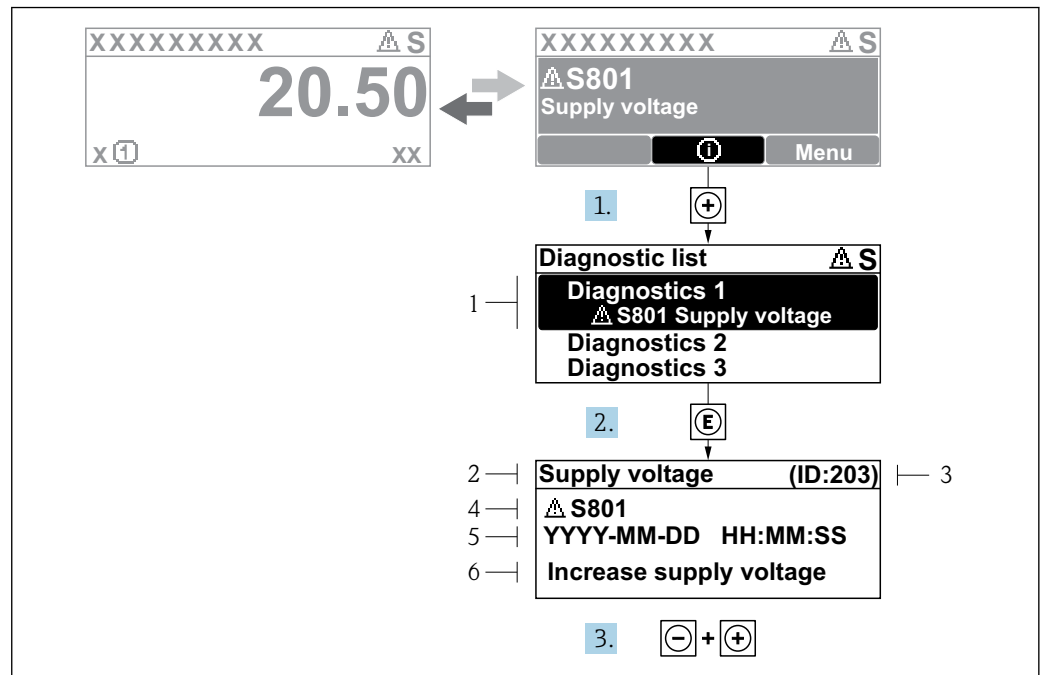 XXXXXXXXX ⚠ S
20.50
X ① XX
XXXXXXXXX ⚠ S
⚠S801
Supply voltage
ⓘ Menu
1. +
Diagnostic list ⚠ S
1
Diagnostics 1
⚠ S801 Supply voltage
Diagnostics 2
Diagnostics 3
2. E
2 Supply voltage (ID:203) 3
4 ⚠ S801
5 YYYY-MM-DD HH:MM:SS
6 Increase supply voltage
3. - + +